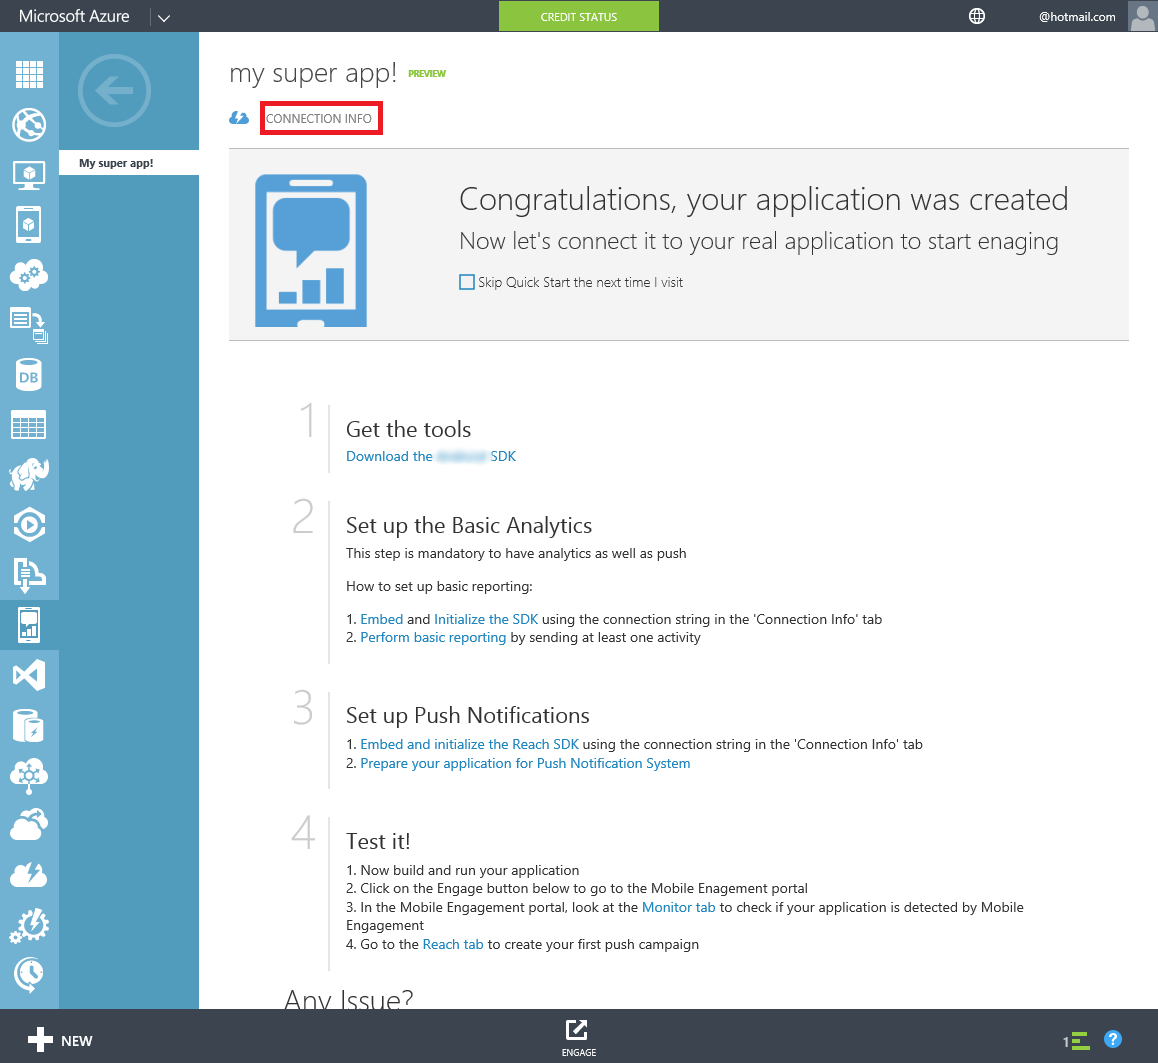 Microsoft Azure
CREDIT STATUS
@hotmail.com
my super app! PREVIEW
CONNECTION INFO
My super app!
Congratulations, your application was created
Now let's connect it to your real application to start enaging
Skip Quick Start the next time I visit
DB
1
Get the tools
Download the SDK
2
Set up the Basic Analytics
This step is mandatory to have analytics as well as push
How to set up basic reporting:
1. Embed and Initialize the SDK using the connection string in the 'Connection Info' tab
2. Perform basic reporting by sending at least one activity
3
Set up Push Notifications
1. Embed and initialize the Reach SDK using the connection string in the 'Connection Info' tab
2. Prepare your application for Push Notification System
4
Test it!
1. Now build and run your application
2. Click on the Engage button below to go to the Mobile Enagement portal
3. In the Mobile Engagement portal, look at the Monitor tab to check if your application is detected by Mobile
Engagement
4. Go to the Reach tab to create your first push campaign
Any Issue?
NEW
ENGAGE
1
?